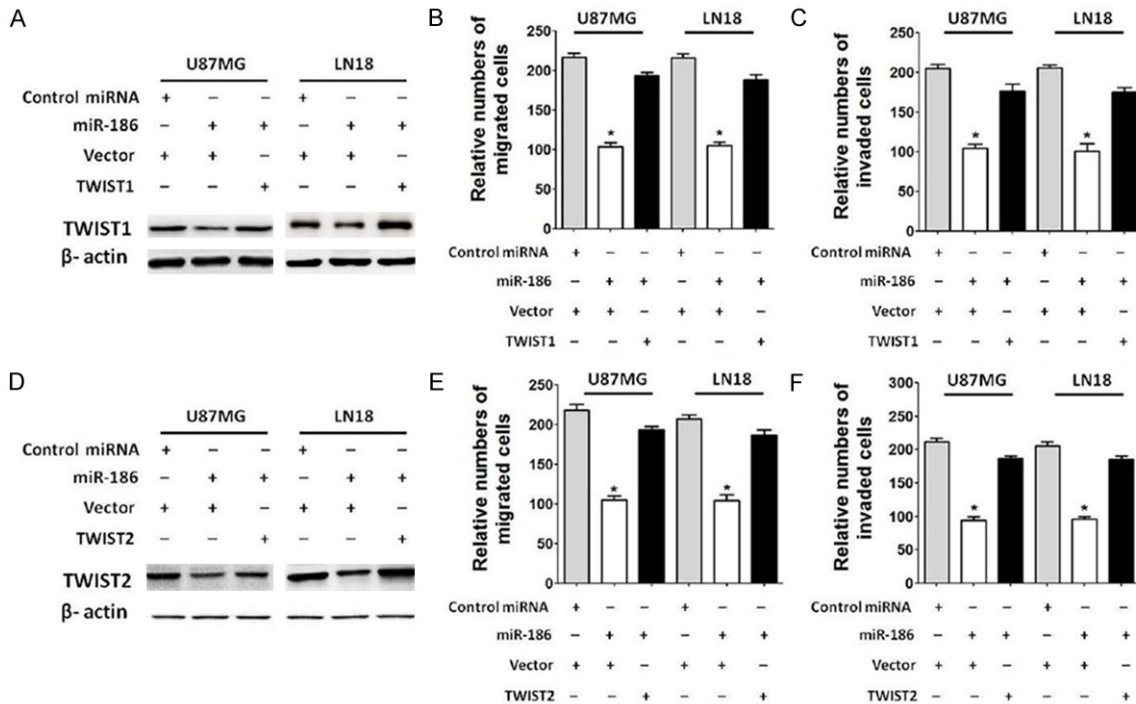 A
U87MG LN18
Control miRNA + – – + – –
miR-186 – + + – + +
Vector + + – + + –
TWIST1 – – + – – +
TWIST1
β- actin
B
U87MG LN18
Relative numbers of
migrated cells
250
200
150
100
50
0
* *
Control miRNA + – – + – –
miR-186 – + + – + +
Vector + + – + + –
TWIST1 – – + – – +
C
U87MG LN18
Relative numbers of
invaded cells
250
200
150
100
50
0
* *
Control miRNA + – – + – –
miR-186 – + + – + +
Vector + + – + + –
TWIST1 – – + – – +
D
U87MG LN18
Control miRNA + – – + – –
miR-186 – + + – + +
Vector + + – + + –
TWIST2 – – + – – +
TWIST2
β- actin
E
U87MG LN18
Relative numbers of
migrated cells
250
200
150
100
50
0
* *
Control miRNA + – – + – –
miR-186 – + + – + +
Vector + + – + + –
TWIST2 – – + – – +
F
U87MG LN18
Relative numbers of
invaded cells
300
250
200
150
100
50
0
* *
Control miRNA + – – + – –
miR-186 – + + – + +
Vector + + – + + –
TWIST2 – – + – – +